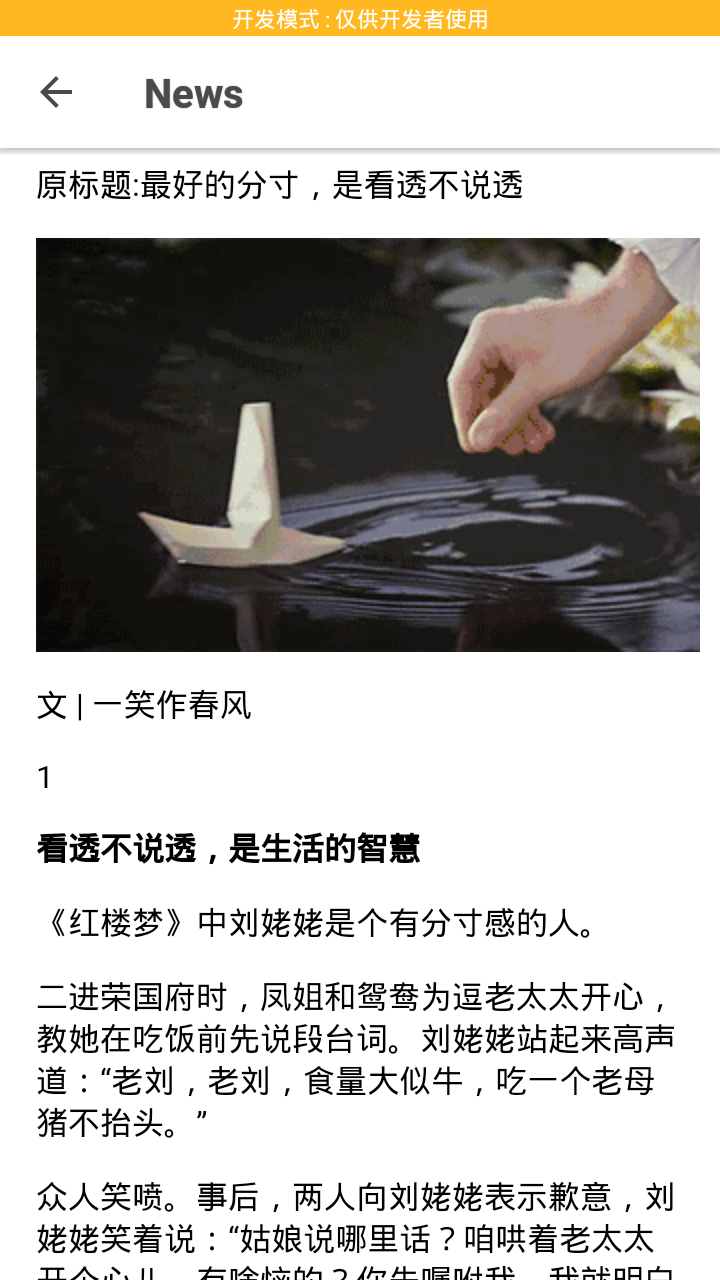 开发模式 : 仅供开发者使用
News
原标题:最好的分寸，是看透不说透
文 | 一笑作春风
1
看透不说透，是生活的智慧
《红楼梦》中刘姥姥是个有分寸感的人。
二进荣国府时，凤姐和鸳鸯为逗老太太开心，
教她在吃饭前先说段台词。刘姥姥站起来高声
道：“老刘，老刘，食量大似牛，吃一个老母
猪不抬头。”
众人笑喷。事后，两人向刘姥姥表示歉意，刘
姥姥笑着说：“姑娘说哪里话？咱哄着老太太
开个心儿，有啥恼的？你先嘱咐我，我就明白